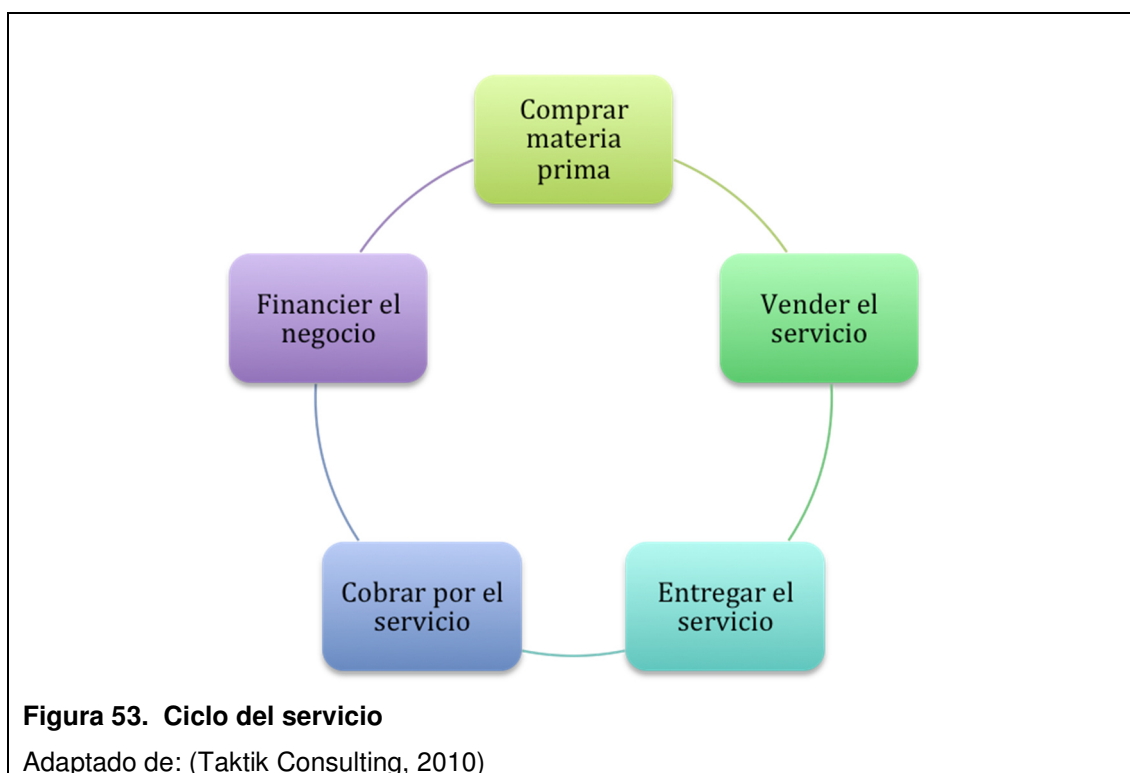 Comprar
materia
prima
Vender el
servicio
Entregar el
servicio
Cobrar por el
servicio
Financier el
negocio
Figura 53. Ciclo del servicio
Adaptado de: (Taktik Consulting, 2010)